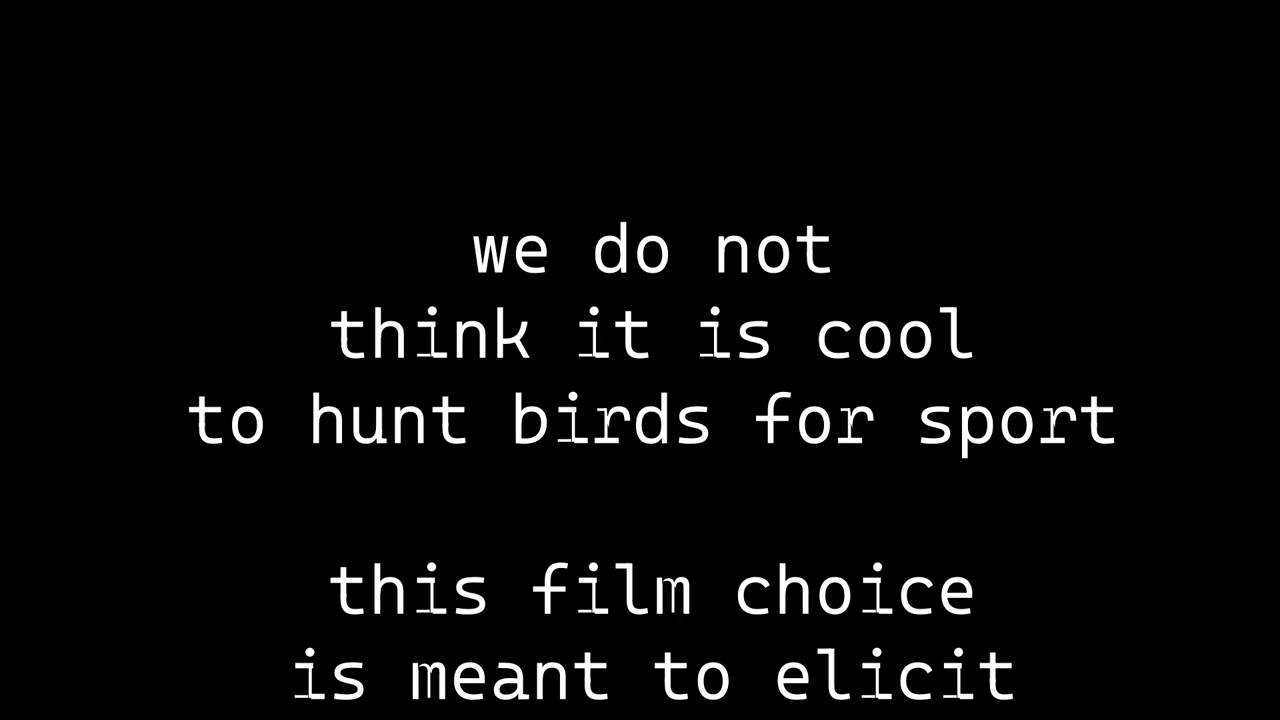 we do not
think it is cool
to hunt birds for sport
this film choice
is meant to elicit